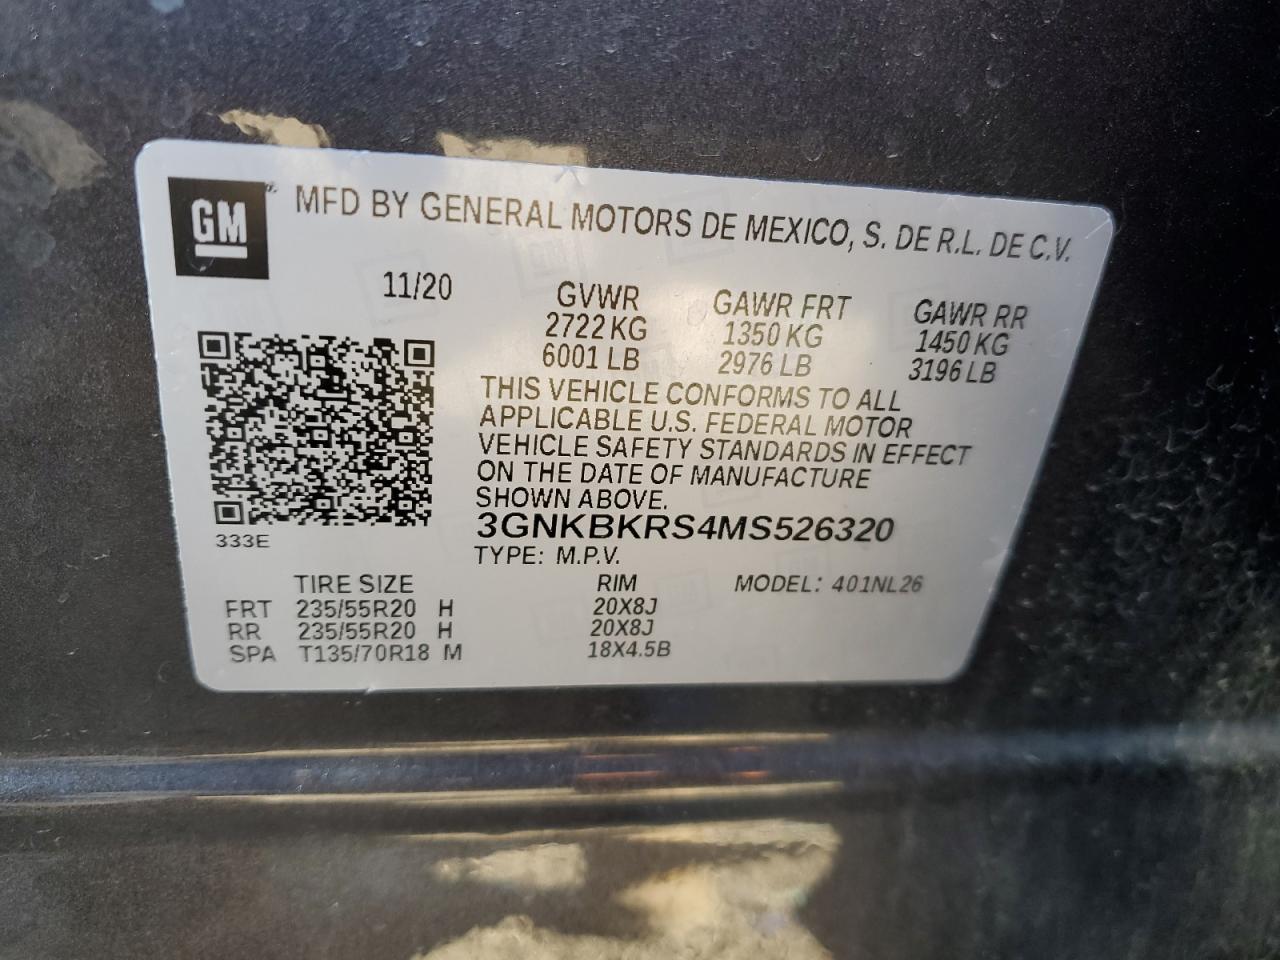 GM
MFD BY GENERAL MOTORS DE MEXICO, S. DE R.L. DE C.V.
11/20
GVWR GAWR FRT GAWR RR
2722 KG 1350 KG 1450 KG
6001 LB 2976 LB 3196 LB
THIS VEHICLE CONFORMS TO ALL
APPLICABLE U.S. FEDERAL MOTOR
VEHICLE SAFETY STANDARDS IN EFFECT
ON THE DATE OF MANUFACTURE
SHOWN ABOVE.
3GNKBKRS4MS526320
333E
TYPE: M.P.V.
TIRE SIZE RIM MODEL: 401NL26
FRT 235/55R20 H 20X8J
RR 235/55R20 H 20X8J
SPA T135/70R18 M 18X4.5B